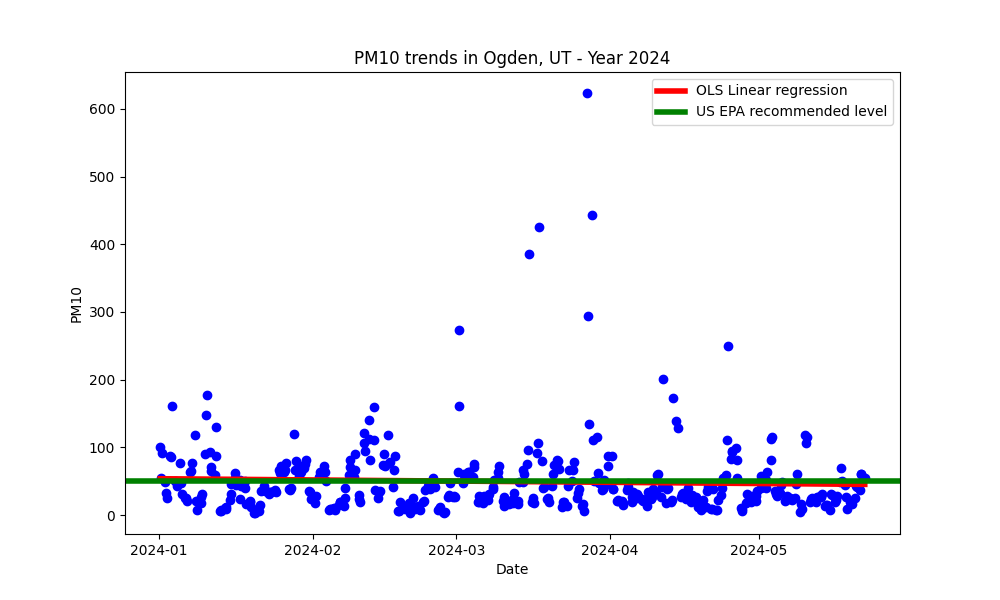 PM10 trends in Ogden, UT - Year 2024
OLS Linear regression
US EPA recommended level
PM10
600
500
400
300
200
100
0
2024-01
2024-02
2024-03
2024-04
2024-05
Date